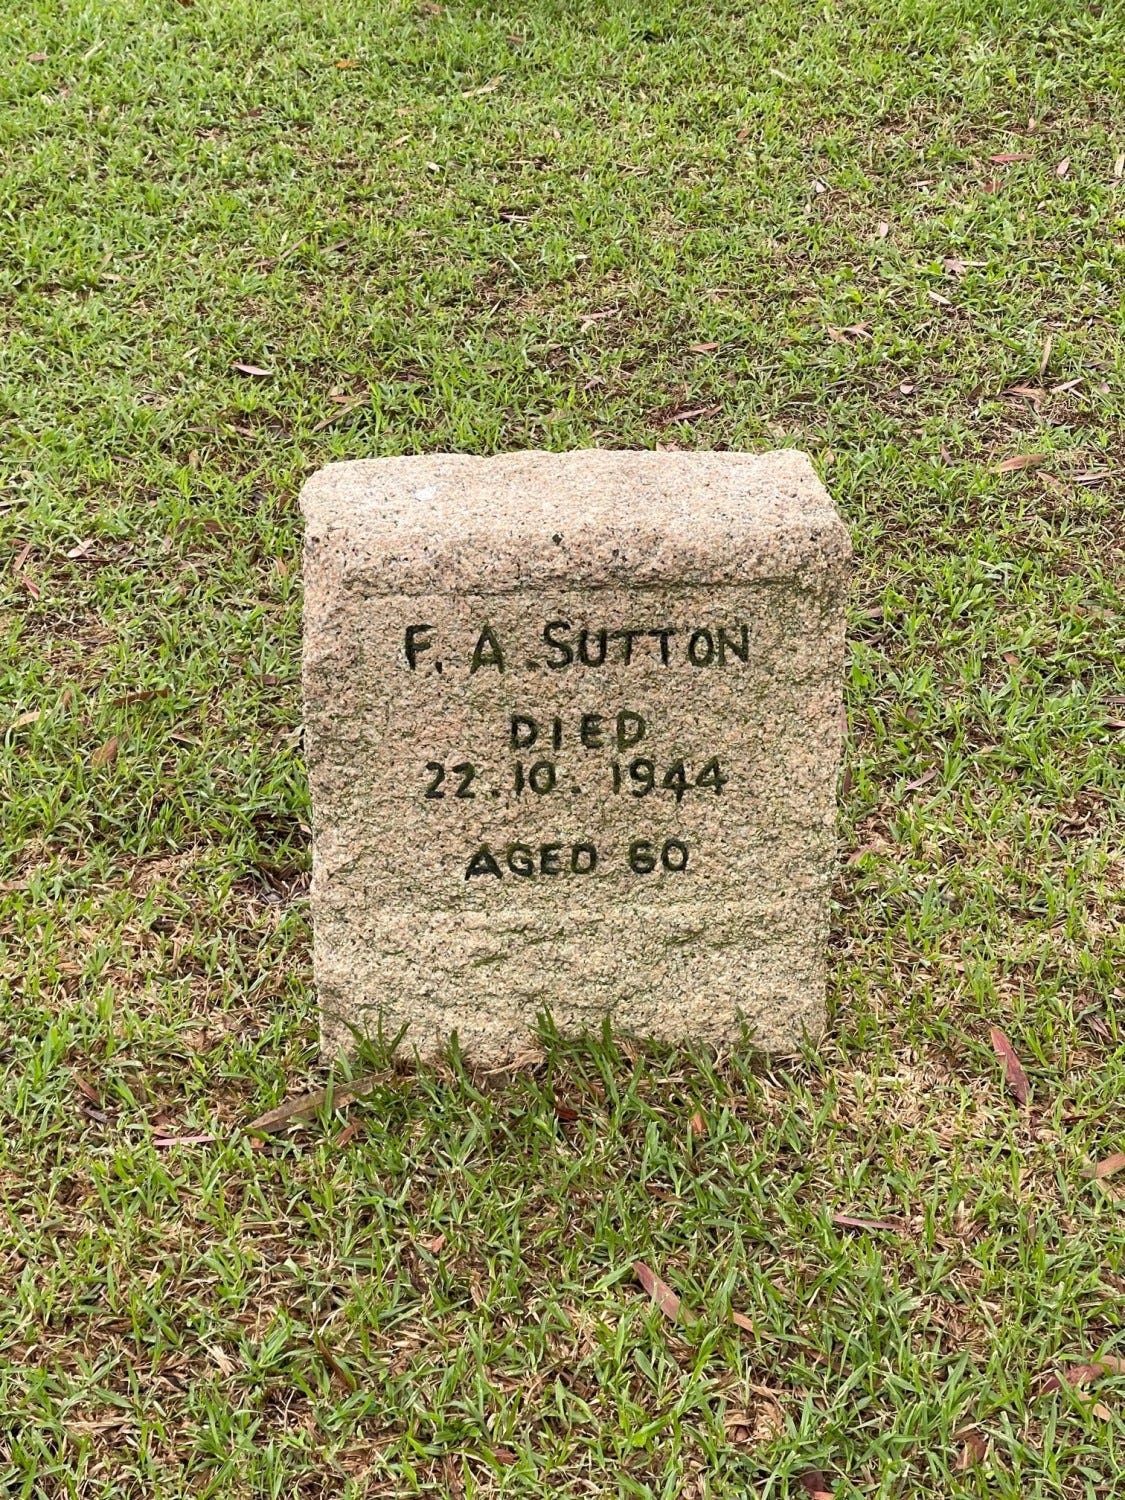 F. A. SUTTON
DIED
22.10.1944
AGED 60